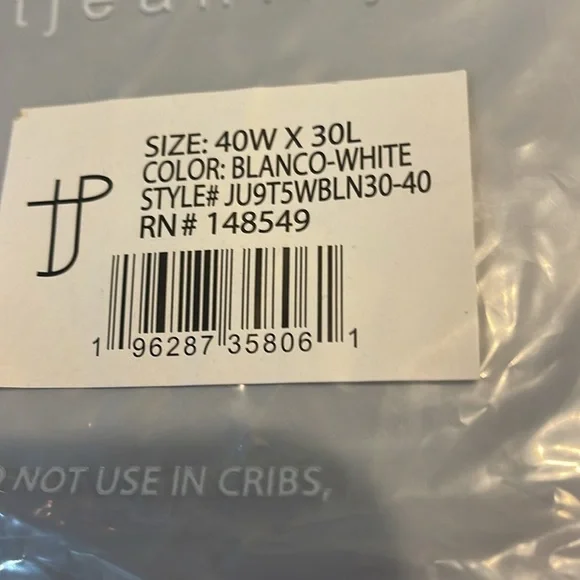 SIZE: 40W X 30L
COLOR: BLANCO-WHITE
STYLE# JU9T5WBLN30-40
RN# 148549
1 96287 35806 1
NOT USE IN CRIBS,